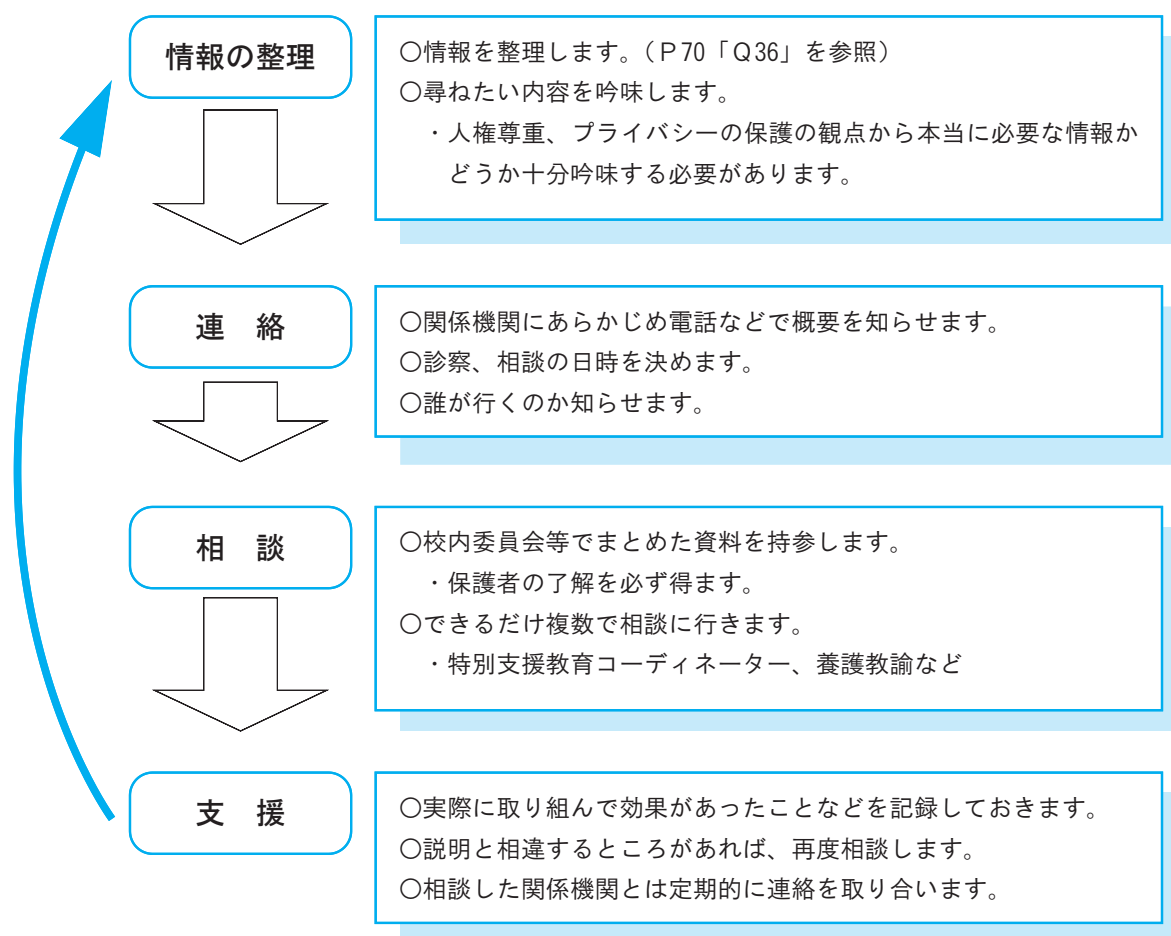 情報の整理
〇情報を整理します。（Ｐ70「Ｑ36」を参照）
〇尋ねたい内容を吟味します。
・人権尊重、プライバシーの保護の観点から本当に必要な情報か
どうか十分吟味する必要があります。
連　絡
〇関係機関にあらかじめ電話などで概要を知らせます。
〇診察、相談の日時を決めます。
〇誰が行くのか知らせます。
相　談
〇校内委員会等でまとめた資料を持参します。
・保護者の了解を必ず得ます。
〇できるだけ複数で相談に行きます。
・特別支援教育コーディネーター、養護教諭など
支　援
〇実際に取り組んで効果があったことなどを記録しておきます。
〇説明と相違するところがあれば、再度相談します。
〇相談した関係機関とは定期的に連絡を取り合います。